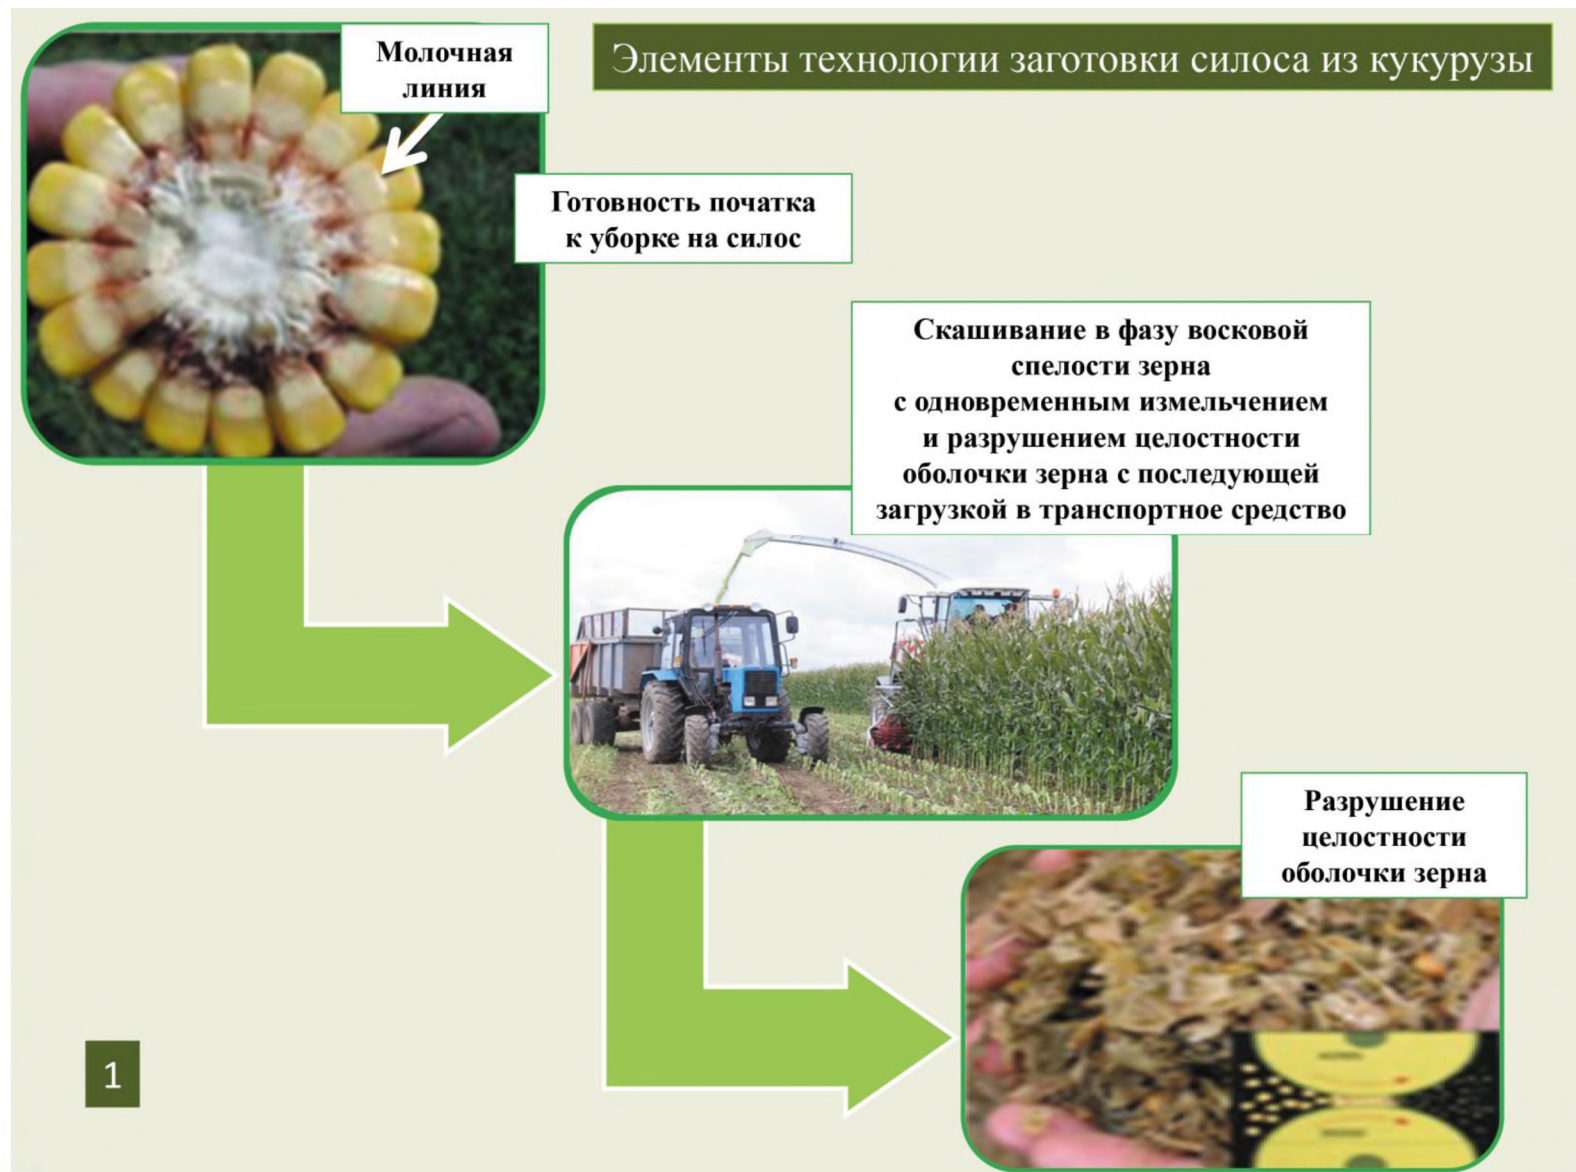 Элементы технологии заготовки силоса из кукурузы
Молочная
линия
Готовность початка
к уборке на силос
Скашивание в фазу восковой
спелости зерна
с одновременным измельчением
и разрушением целостности
оболочки зерна с последующей
загрузкой в транспортное средство
Разрушение
целостности
оболочки зерна
1